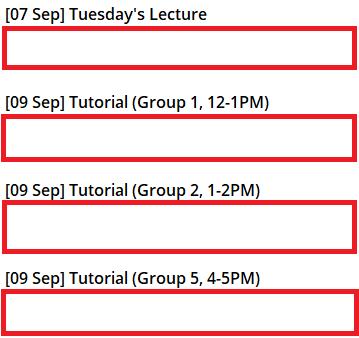 [07 Sep] Tuesday's Lecture
[09 Sep] Tutorial (Group 1, 12-1PM)
[09 Sep] Tutorial (Group 2, 1-2PM)
[09 Sep] Tutorial (Group 5, 4-5PM)